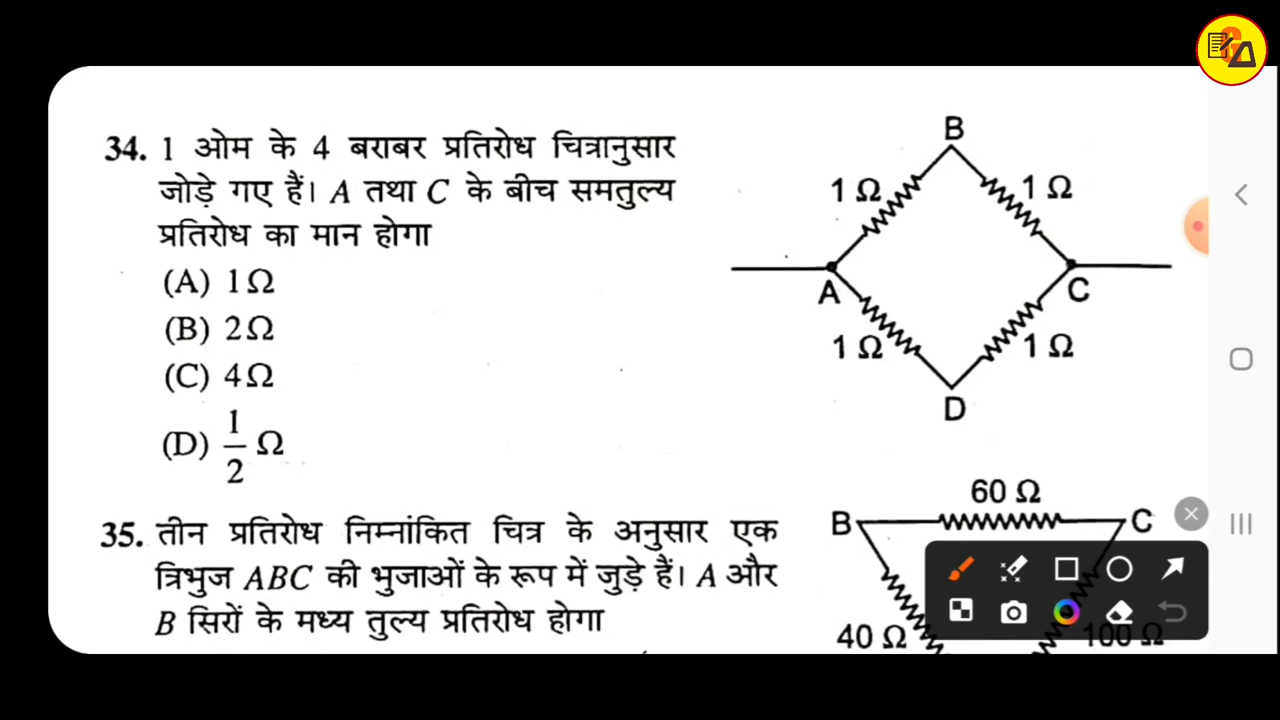 34. 1 ओम के 4 बराबर प्रतिरोध चित्रानुसार
जोड़े गए हैं। A तथा C के बीच समतुल्य
प्रतिरोध का मान होगा
(A) 1Ω
(B) 2Ω
(C) 4Ω
(D) 1/2 Ω
B
1 Ω
1 Ω
A
C
1 Ω
1 Ω
D
35. तीन प्रतिरोध निम्नांकित चित्र के अनुसार एक
त्रिभुज ABC की भुजाओं के रूप में जुड़े हैं। A और
B सिरों के मध्य तुल्य प्रतिरोध होगा
60 Ω
B
C
40 Ω
100 Ω